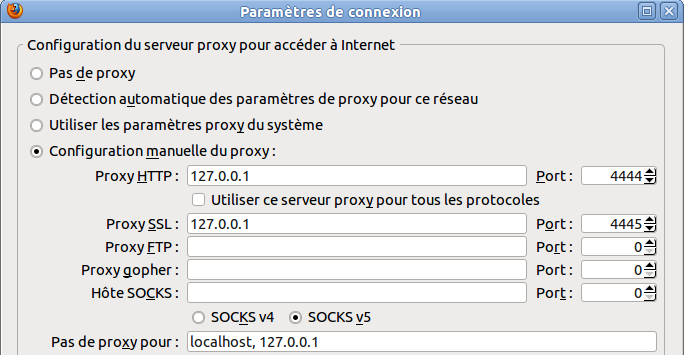 Paramètres de connexion
Configuration du serveur proxy pour accéder à Internet
Pas de proxy
Détection automatique des paramètres de proxy pour ce réseau
Utiliser les paramètres proxy du système
Configuration manuelle du proxy :
Proxy HTTP : 127.0.0.1 Port : 4444
Utiliser ce serveur proxy pour tous les protocoles
Proxy SSL : 127.0.0.1 Port : 4445
Proxy FTP : Port : 0
Proxy gopher : Port : 0
Hôte SOCKS : Port : 0
SOCKS v4 SOCKS v5
Pas de proxy pour : localhost, 127.0.0.1